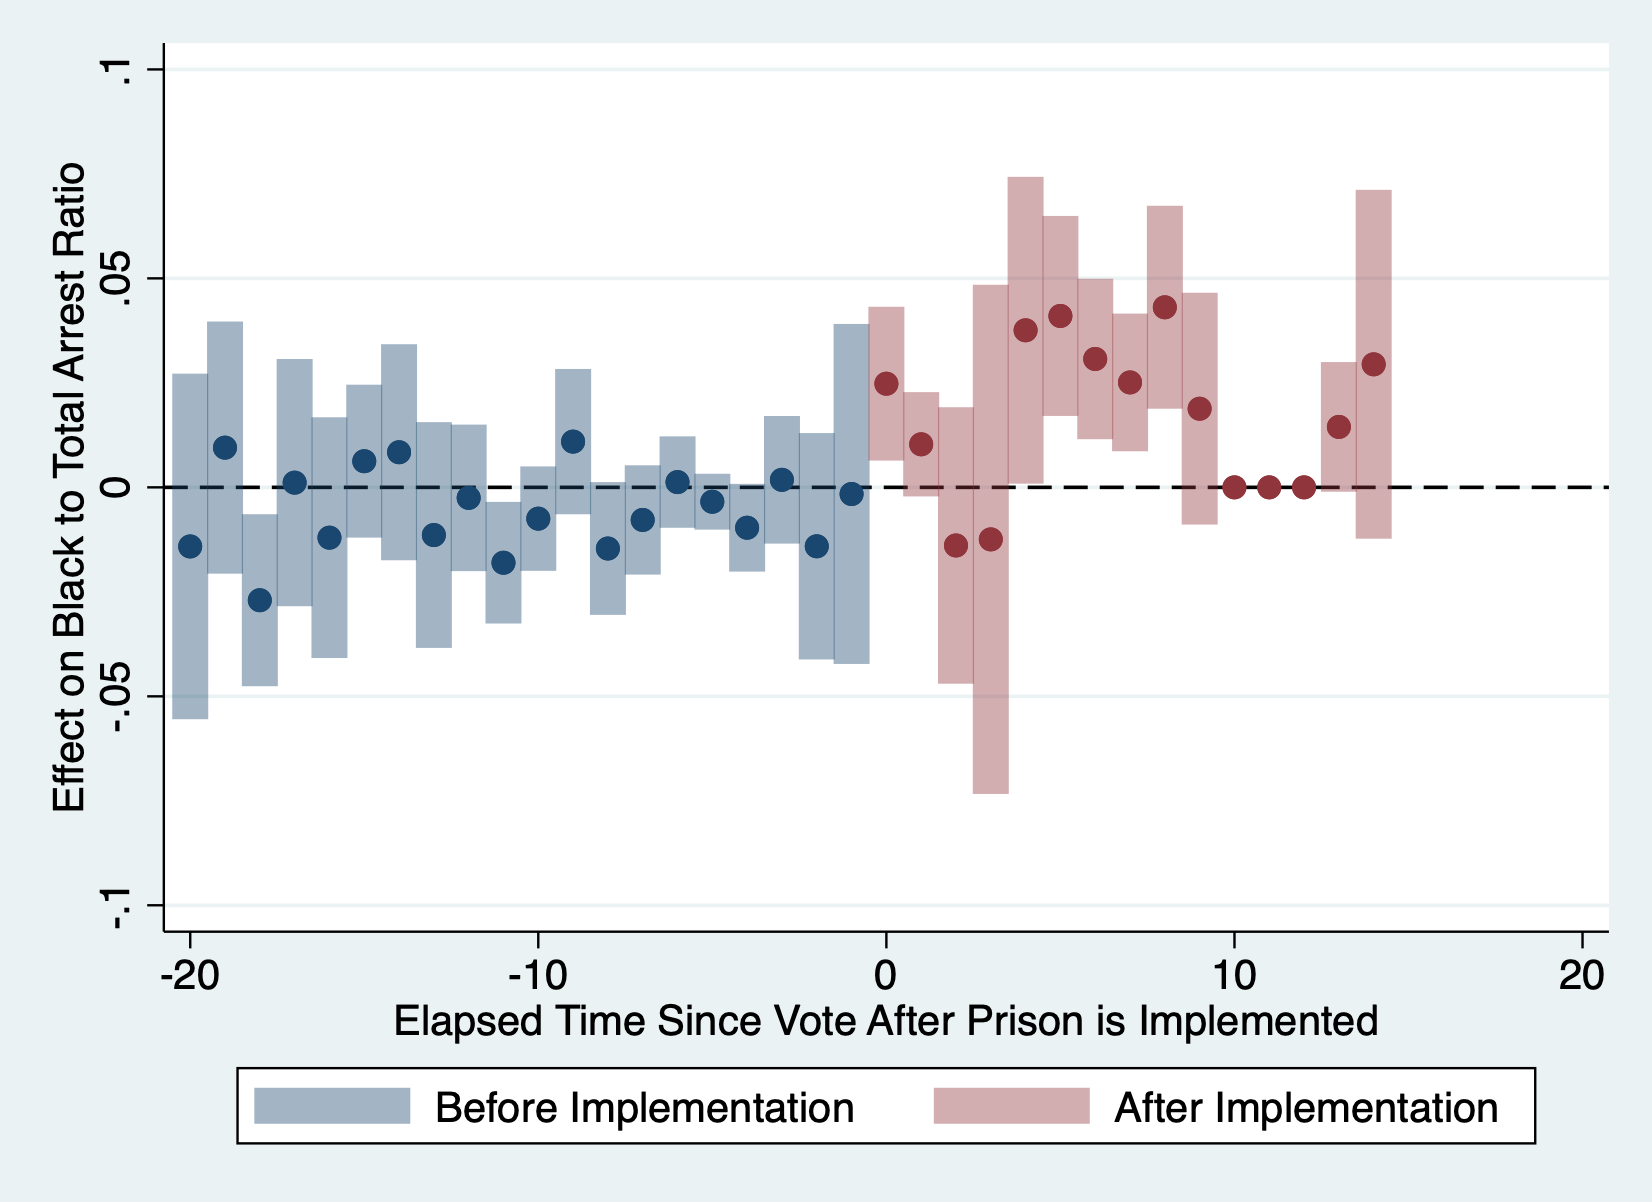 Effect on Black to Total Arrest Ratio
.1
.05
0
-.05
-.1
-20
-10
0
10
20
Elapsed Time Since Vote After Prison is Implemented
Before Implementation
After Implementation